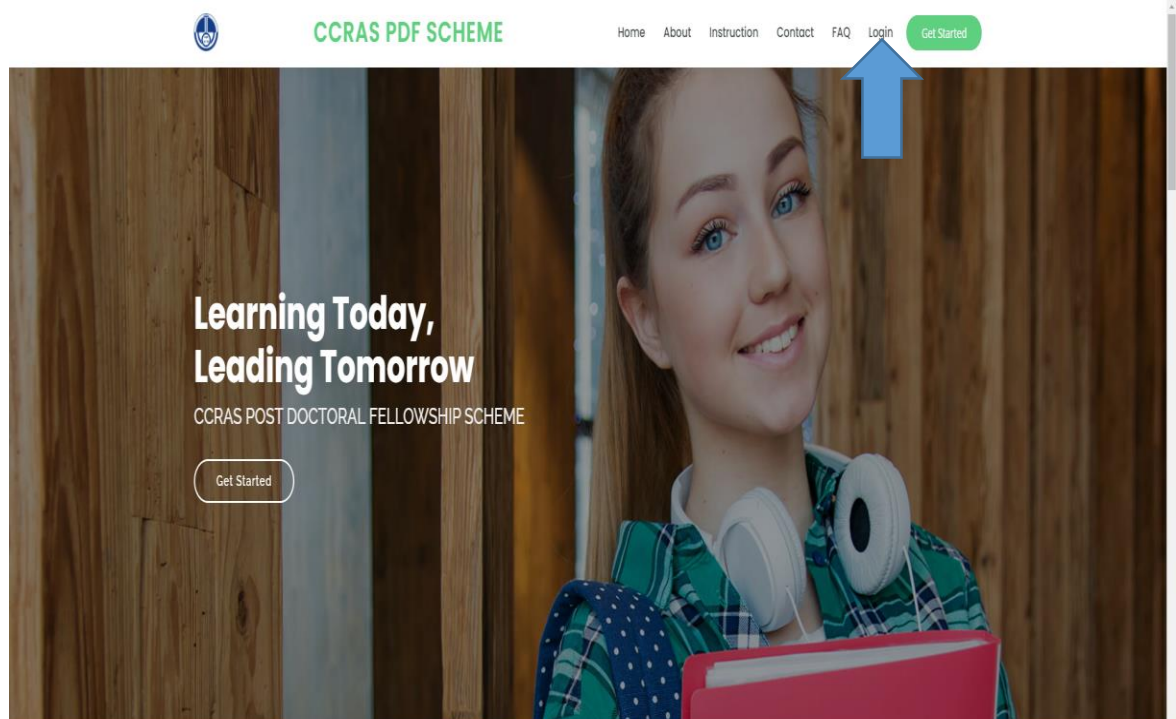 CCRAS PDF SCHEME
Home About Instruction Contact FAQ Login Get Started
Learning Today,
Leading Tomorrow
CCRAS POST DOCTORAL FELLOWSHIP SCHEME
Get Started